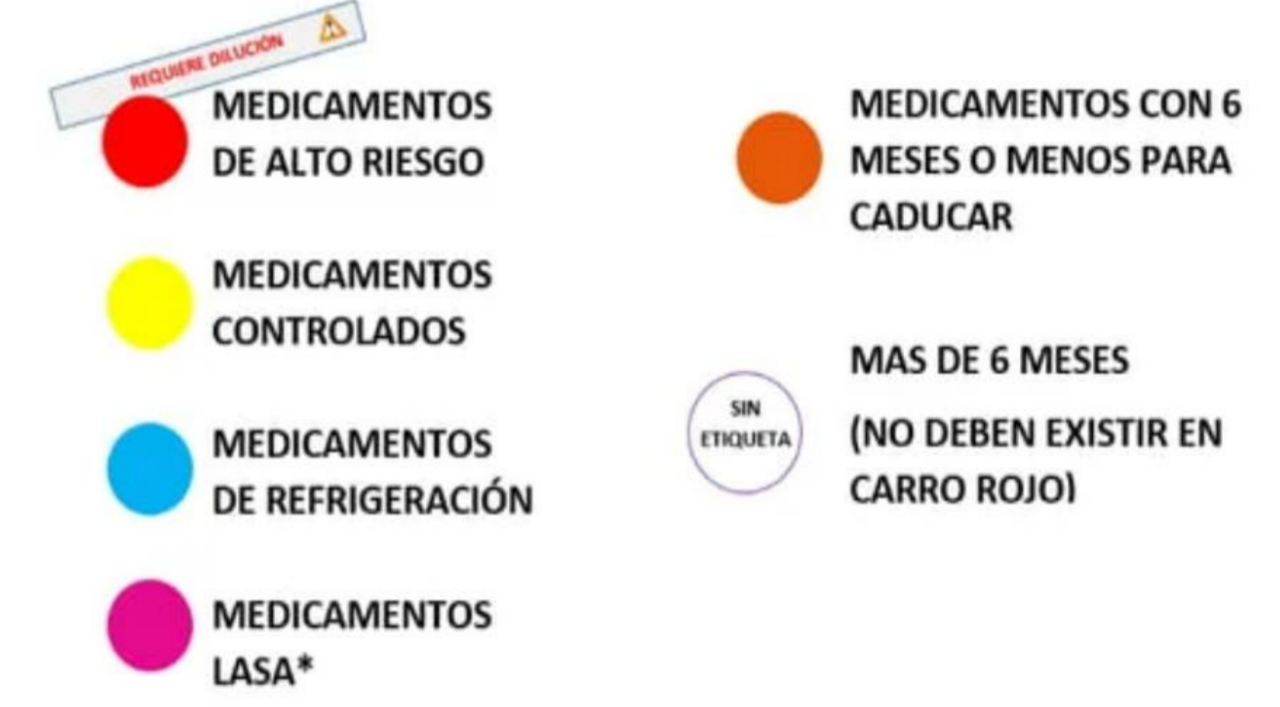 REQUIERE DILUCIÓN
MEDICAMENTOS
DE ALTO RIESGO
MEDICAMENTOS
CONTROLADOS
MEDICAMENTOS
DE REFRIGERACIÓN
MEDICAMENTOS
LASA*
MEDICAMENTOS CON 6
MESES O MENOS PARA
CADUCAR
SIN
ETIQUETA
MAS DE 6 MESES
(NO DEBEN EXISTIR EN
CARRO ROJO)